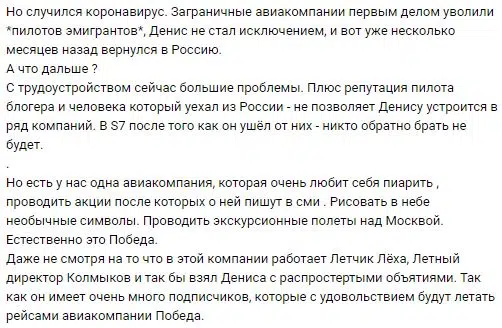 Но случился коронавирус. Заграничные авиакомпании первым делом уволили
*пилотов эмигрантов*, Денис не стал исключением, и вот уже несколько
месяцев назад вернулся в Россию.
А что дальше ?
С трудоустройством сейчас большие проблемы. Плюс репутация пилота
блогера и человека который уехал из России - не позволяет Денису устроится в
ряд компаний. В S7 после того как он ушёл от них - никто обратно брать не
будет.
.
Но есть у нас одна авиакомпания, которая очень любит себя пиарить ,
проводить акции после которых о ней пишут в сми . Рисовать в небе
необычные символы. Проводить экскурсионные полеты над Москвой.
Естественно это Победа.
Даже не смотря на то что в этой компании работает Летчик Лёха, Летный
директор Колмыков и так бы взял Дениса с распростертыми объятиями. Так
как он имеет очень много подписчиков, которые с удовольствием будут летать
рейсами авиакомпании Победа.